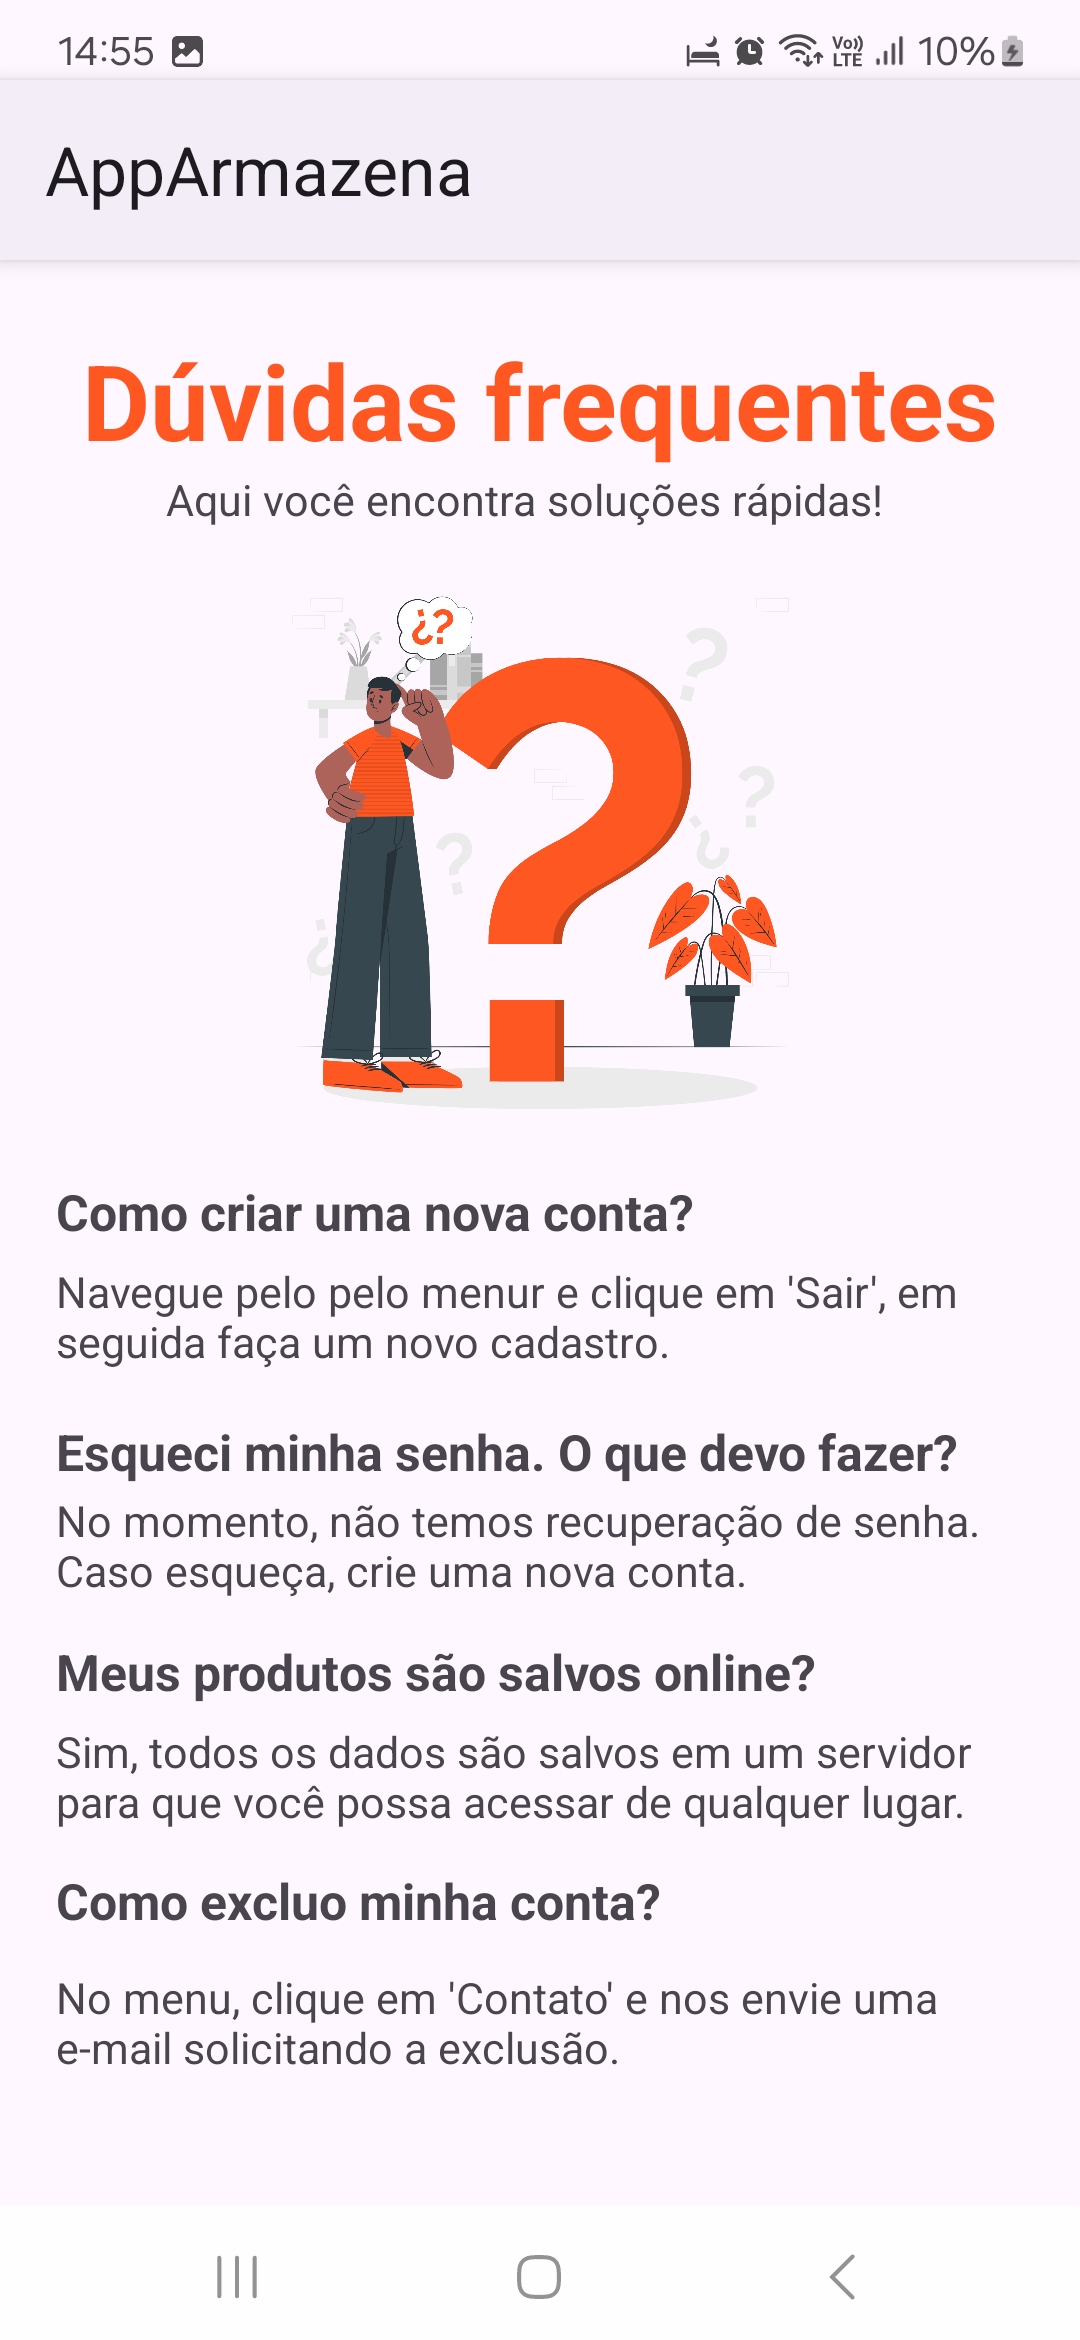 14:55
Vo)) LTE 10%
AppArmazena
Dúvidas frequentes
Aqui você encontra soluções rápidas!
¿?
?
?
¿
?
¿
Como criar uma nova conta?
Navegue pelo pelo menur e clique em 'Sair', em
seguida faça um novo cadastro.
Esqueci minha senha. O que devo fazer?
No momento, não temos recuperação de senha.
Caso esqueça, crie uma nova conta.
Meus produtos são salvos online?
Sim, todos os dados são salvos em um servidor
para que você possa acessar de qualquer lugar.
Como excluo minha conta?
No menu, clique em 'Contato' e nos envie uma
e-mail solicitando a exclusão.